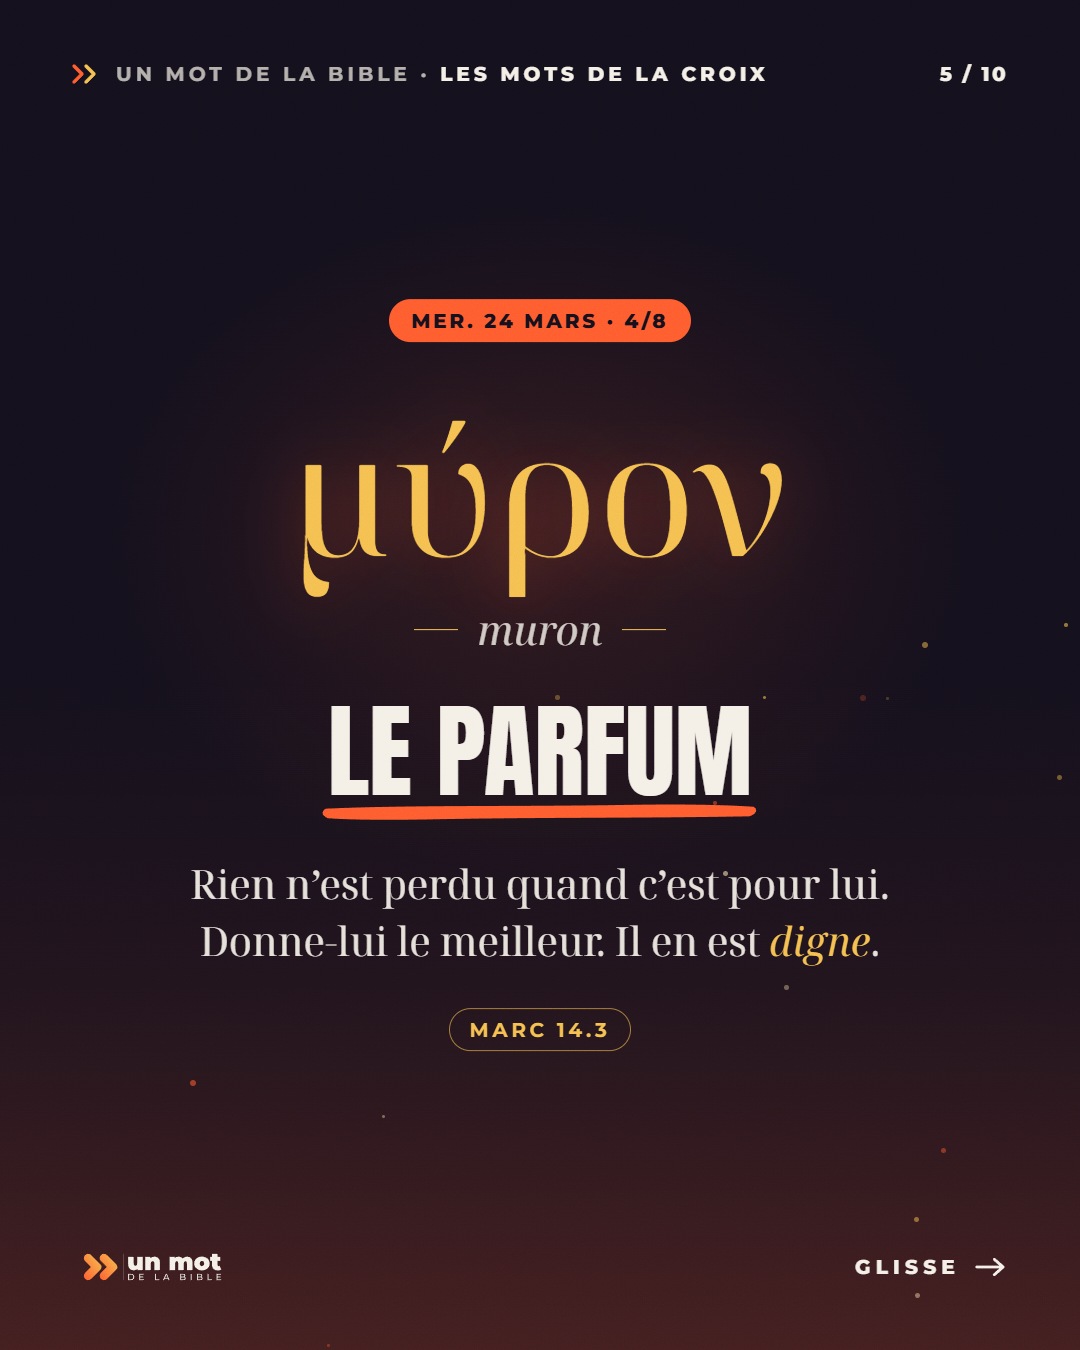 UN MOT DE LA BIBLE · LES MOTS DE LA CROIX
5 / 10
MER. 24 MARS · 4/8
μύρον
muron
LE PARFUM
Rien n’est perdu quand c’est pour lui.
Donne-lui le meilleur. Il en est digne.
MARC 14.3
un mot
DE LA BIBLE
GLISSE →